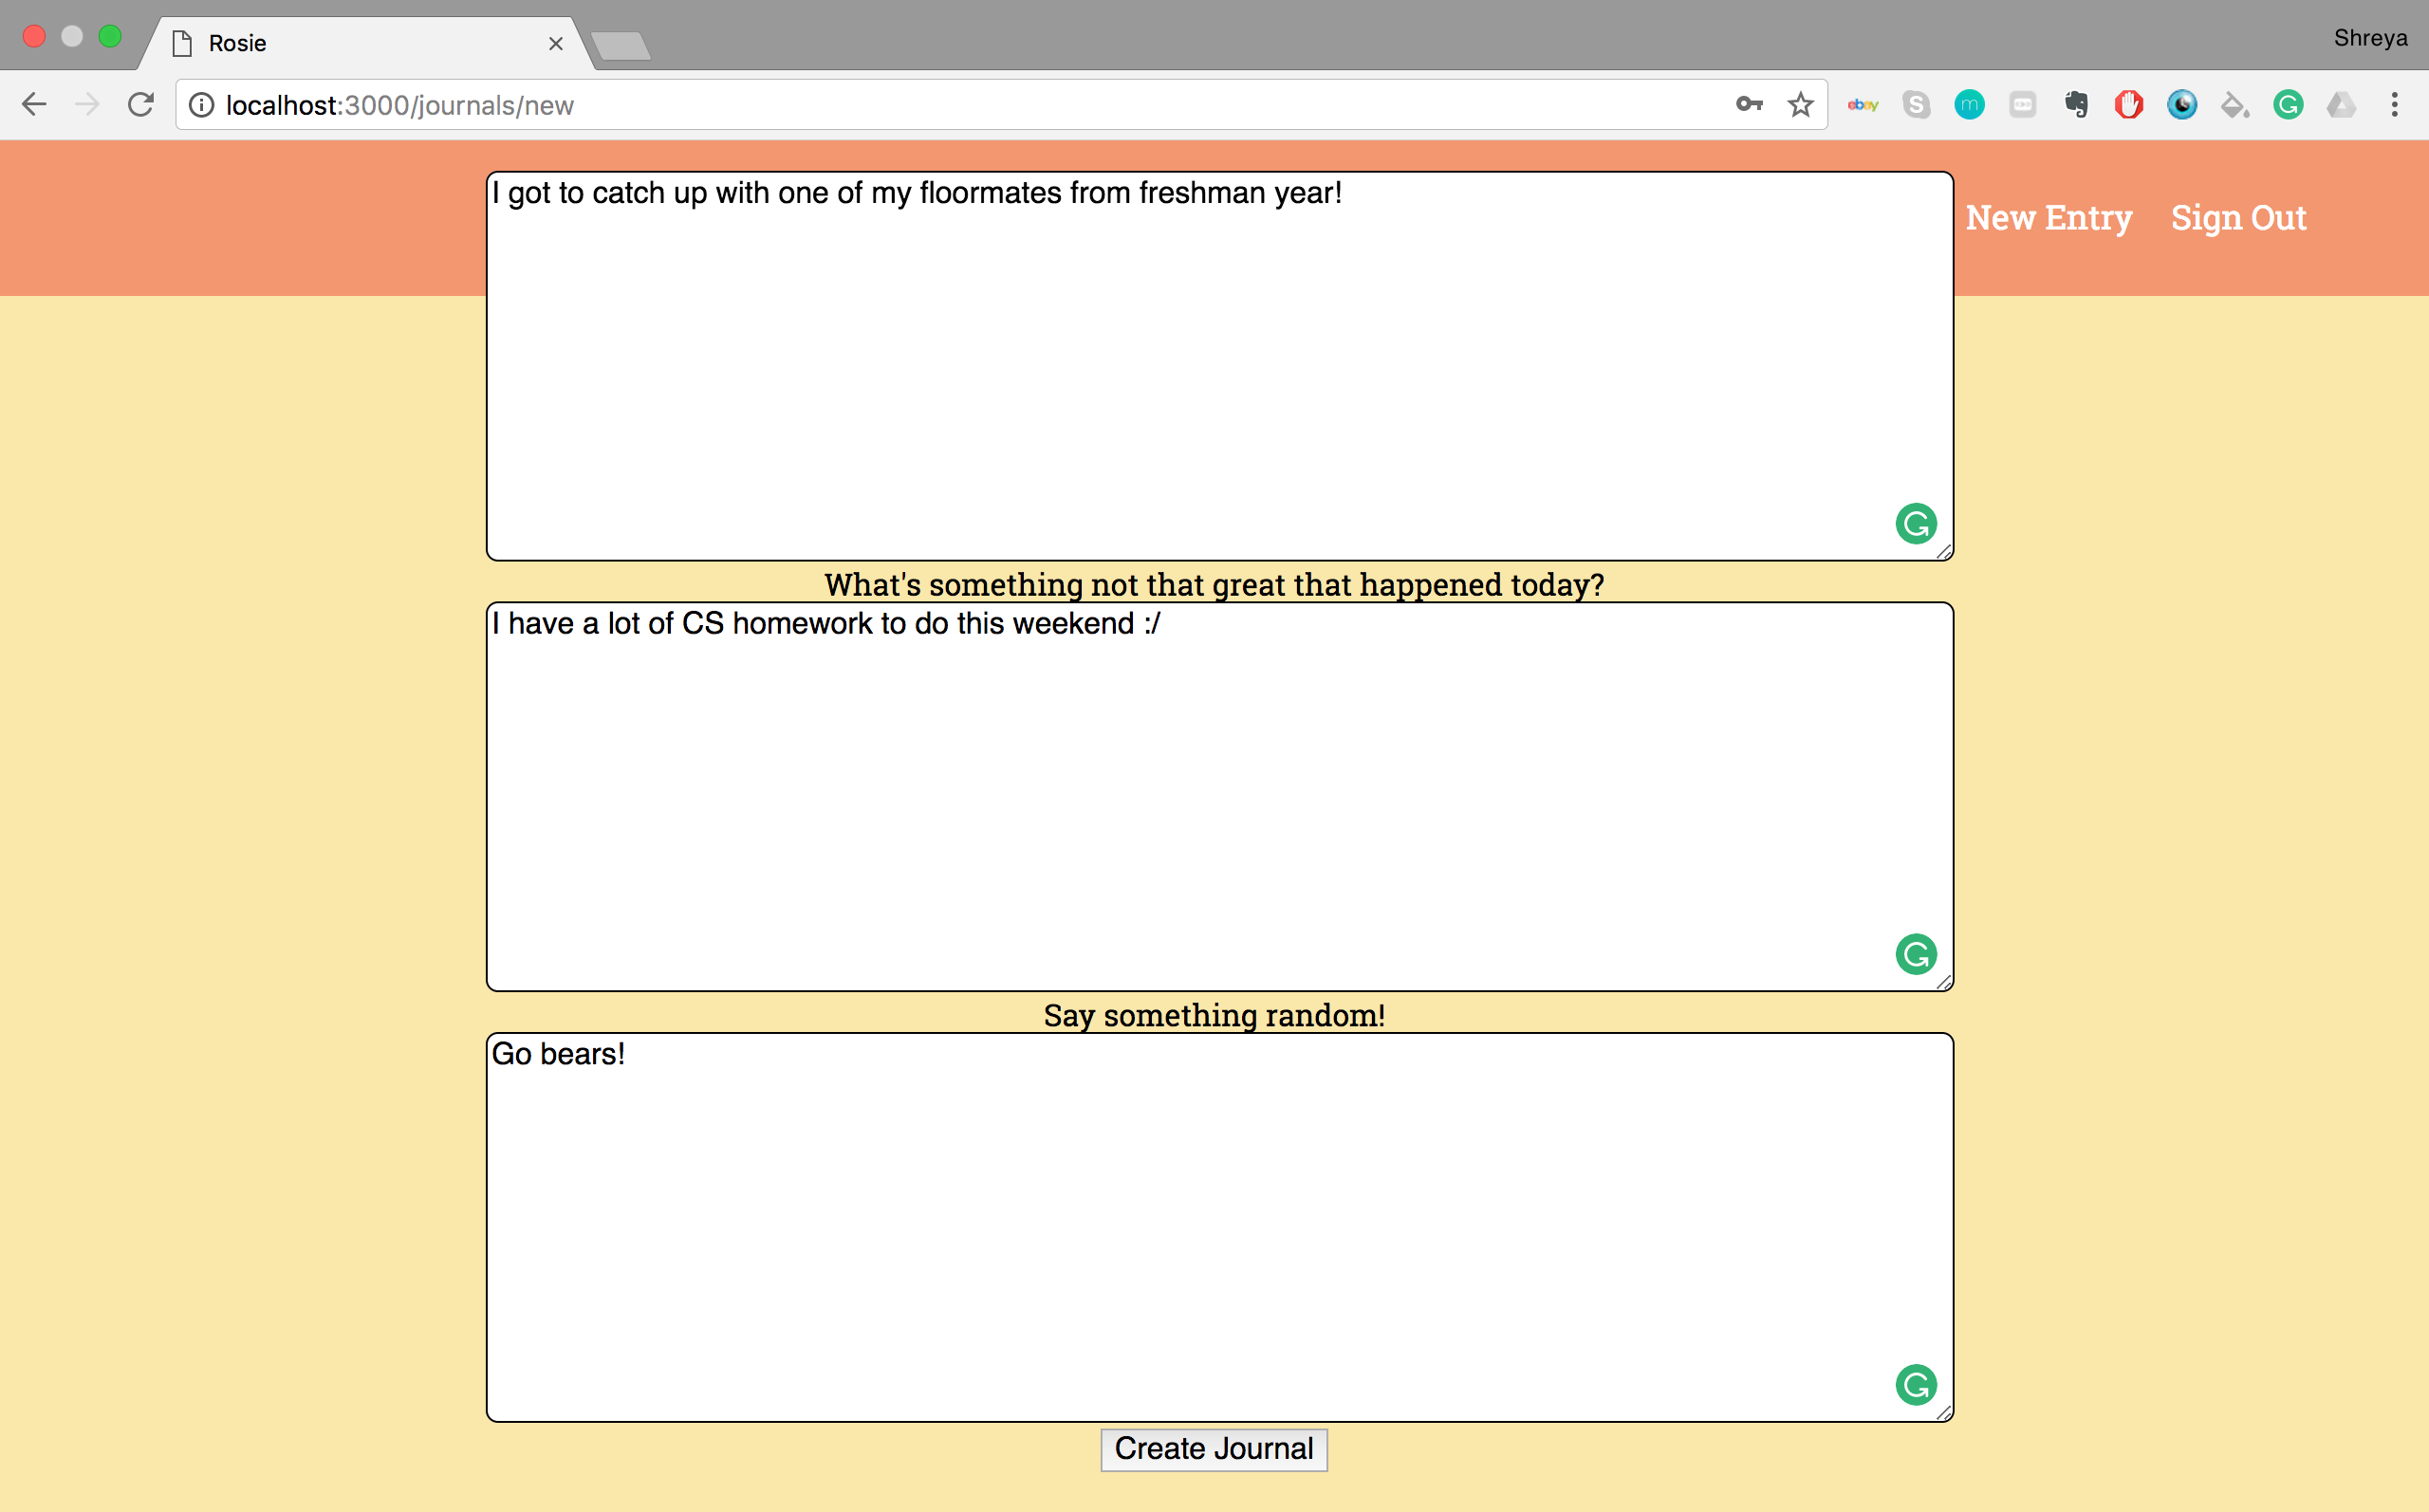 Rosie
Shreya
localhost:3000/journals/new
ebay
S
m
G
I got to catch up with one of my floormates from freshman year!
New Entry
Sign Out
What's something not that great that happened today?
I have a lot of CS homework to do this weekend :/
Say something random!
Go bears!
Create Journal